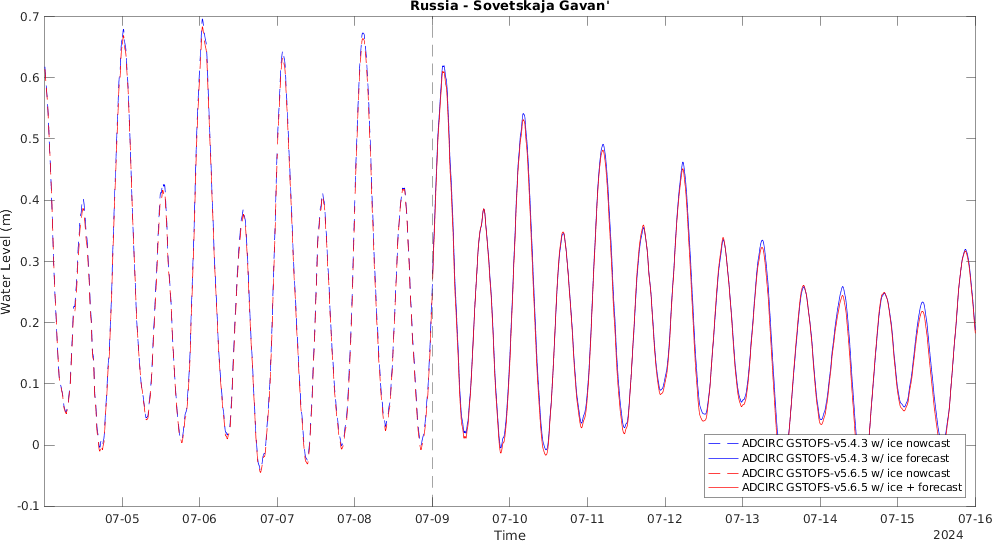 Russia - Sovetskaja Gavan'
0.7
0.6
0.5
0.4
0.3
0.2
0.1
0
-0.1
Water Level (m)
ADCIRC GSTOFS-v5.4.3 w/ ice nowcast
ADCIRC GSTOFS-v5.4.3 w/ ice forecast
ADCIRC GSTOFS-v5.6.5 w/ ice nowcast
ADCIRC GSTOFS-v5.6.5 w/ ice + forecast
07-05 07-06 07-07 07-08 07-09 07-10 07-11 07-12 07-13 07-14 07-15 07-16
Time
2024